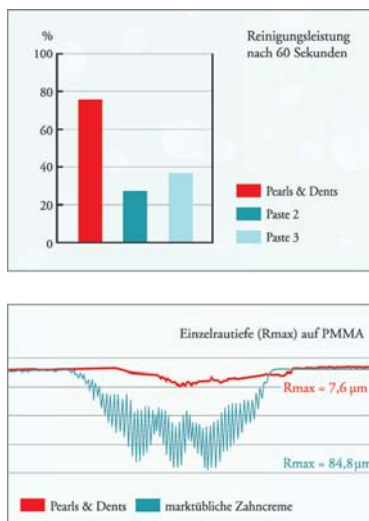 %
Reinigungsleistung
nach 60 Sekunden
100
80
60
40
20
0
Pearls & Dents
Paste 2
Paste 3
Einzelrautiefe (Rmax) auf PMMA
Rmax = 7,6 µm
Rmax = 84,8 µm
Pearls & Dents marktübliche Zahncreme